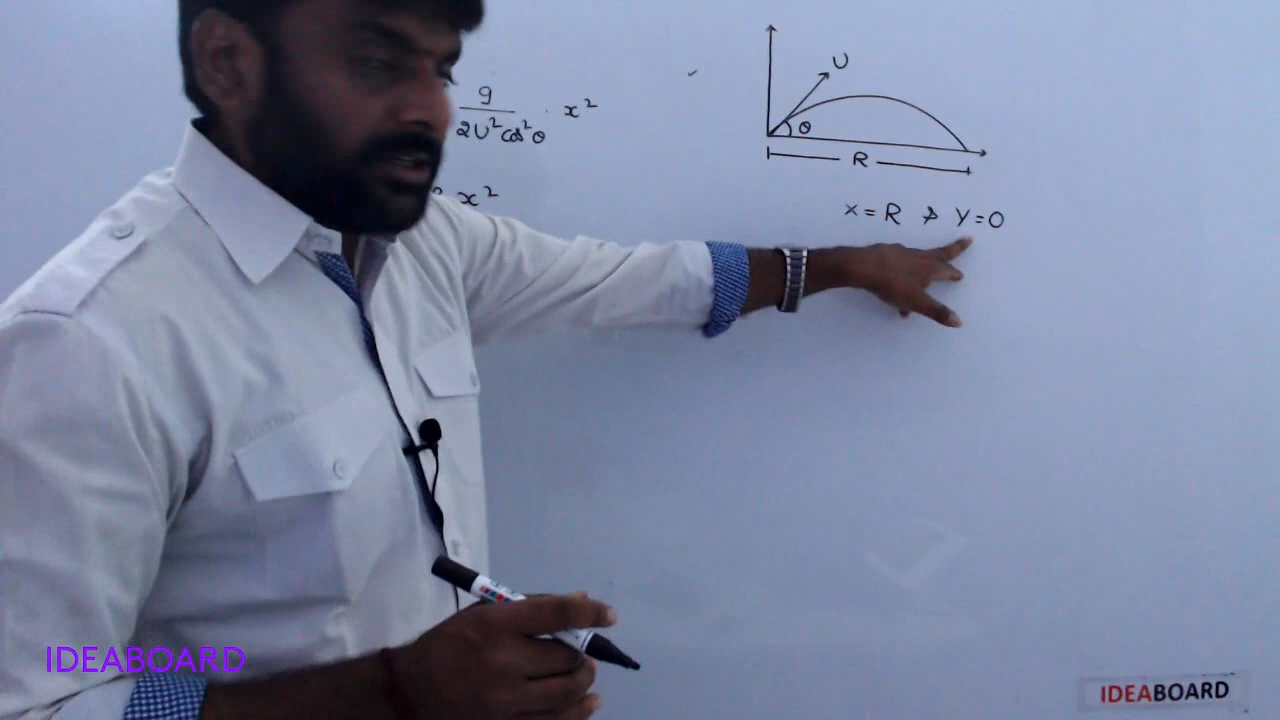 g
2U²cos²θ x²
x²
U
θ
R
x = R ⇒ y = 0
IDEABOARD
IDEABOARD